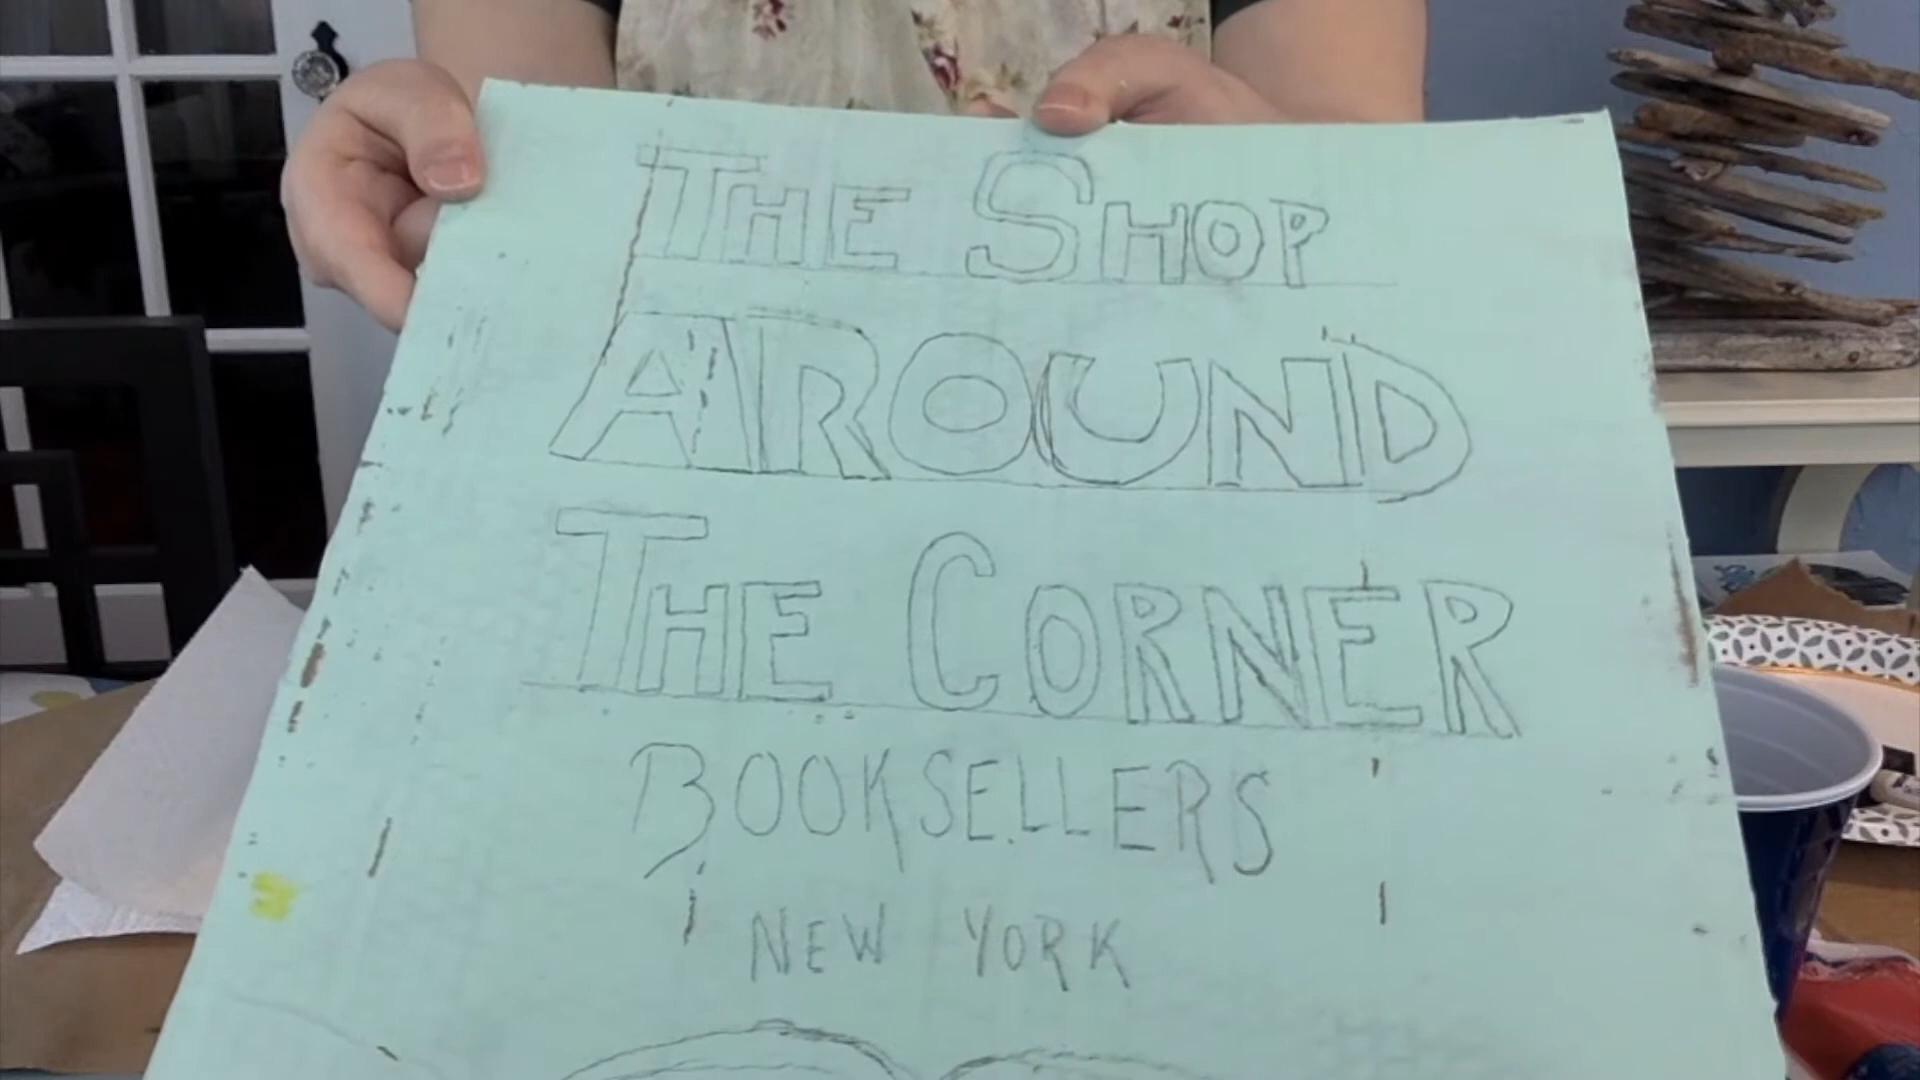 THE SHOP
AROUND
THE CORNER
BOOKSELLERS
NEW YORK